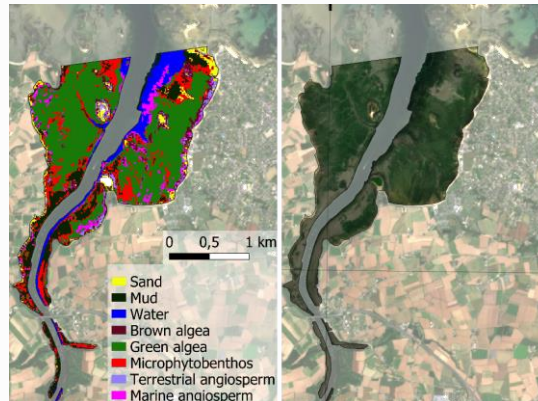 0 0,5 1 km
Sand
Mud
Water
Brown algea
Green algea
Microphytobenthos
Terrestrial angiosperm
Marine angiosperm